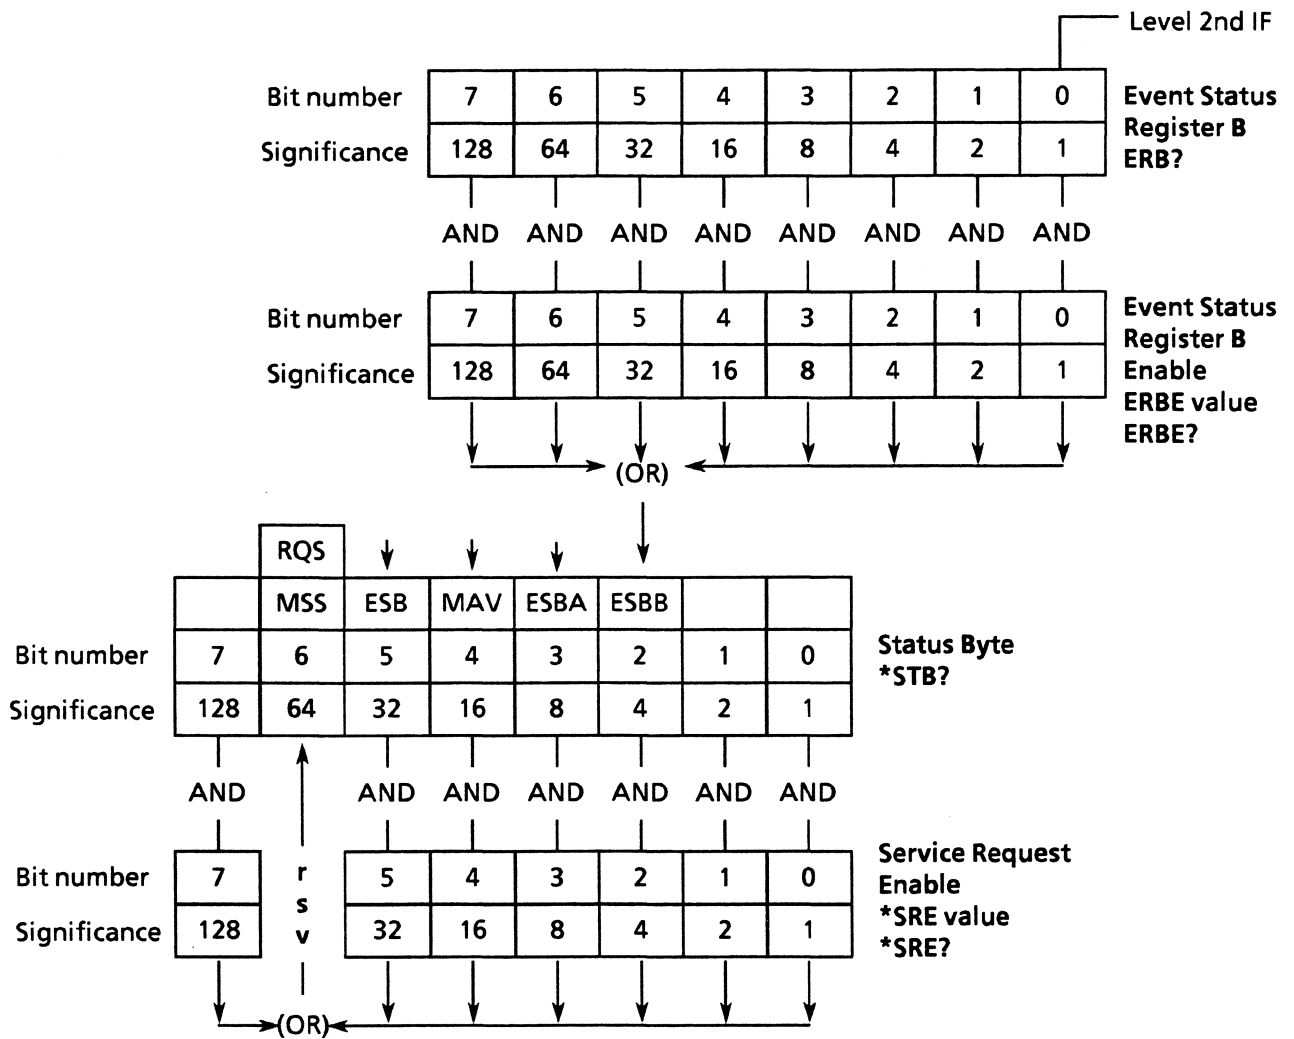 Level 2nd IF
Bit number 7 6 5 4 3 2 1 0 Event Status
Register B
Significance 128 64 32 16 8 4 2 1 ERB?
AND AND AND AND AND AND AND AND
Bit number 7 6 5 4 3 2 1 0 Event Status
Register B
Significance 128 64 32 16 8 4 2 1 Enable
ERBE value
ERBE?
(OR)
RQS
MSS ESB MAV ESBA ESBB
Bit number 7 6 5 4 3 2 1 0 Status Byte
*STB?
Significance 128 64 32 16 8 4 2 1
AND AND AND AND AND AND AND
Bit number 7 r 5 4 3 2 1 0 Service Request
Enable
s
*SRE value
Significance 128 v 32 16 8 4 2 1 *SRE?
(OR)